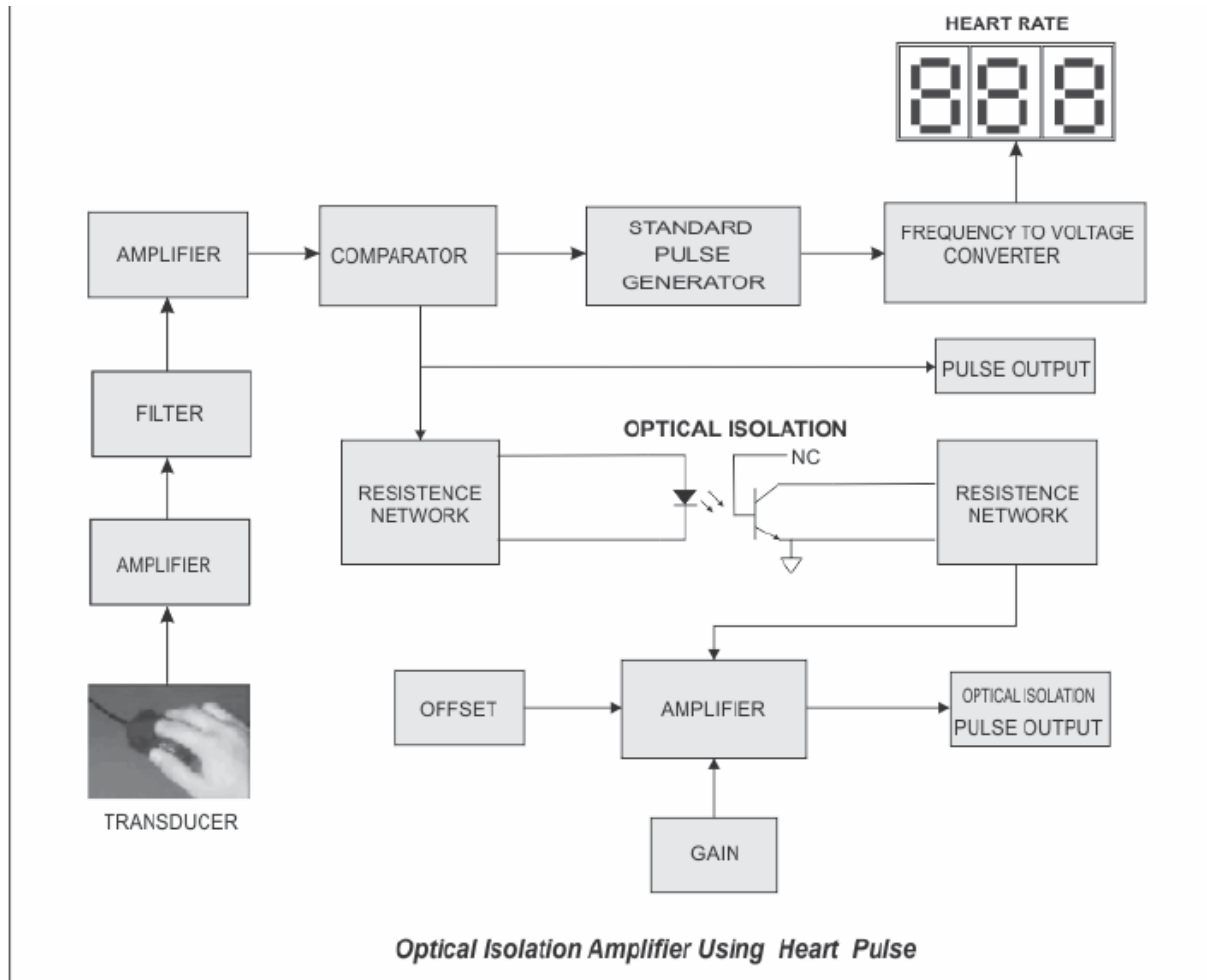 HEART RATE
888
AMPLIFIER
COMPARATOR
STANDARD
PULSE
GENERATOR
FREQUENCY TO VOLTAGE
CONVERTER
PULSE OUTPUT
FILTER
OPTICAL ISOLATION
NC
RESISTENCE
NETWORK
RESISTENCE
NETWORK
AMPLIFIER
OFFSET
AMPLIFIER
OPTICAL ISOLATION
PULSE OUTPUT
TRANSDUCER
GAIN
Optical Isolation Amplifier Using Heart Pulse